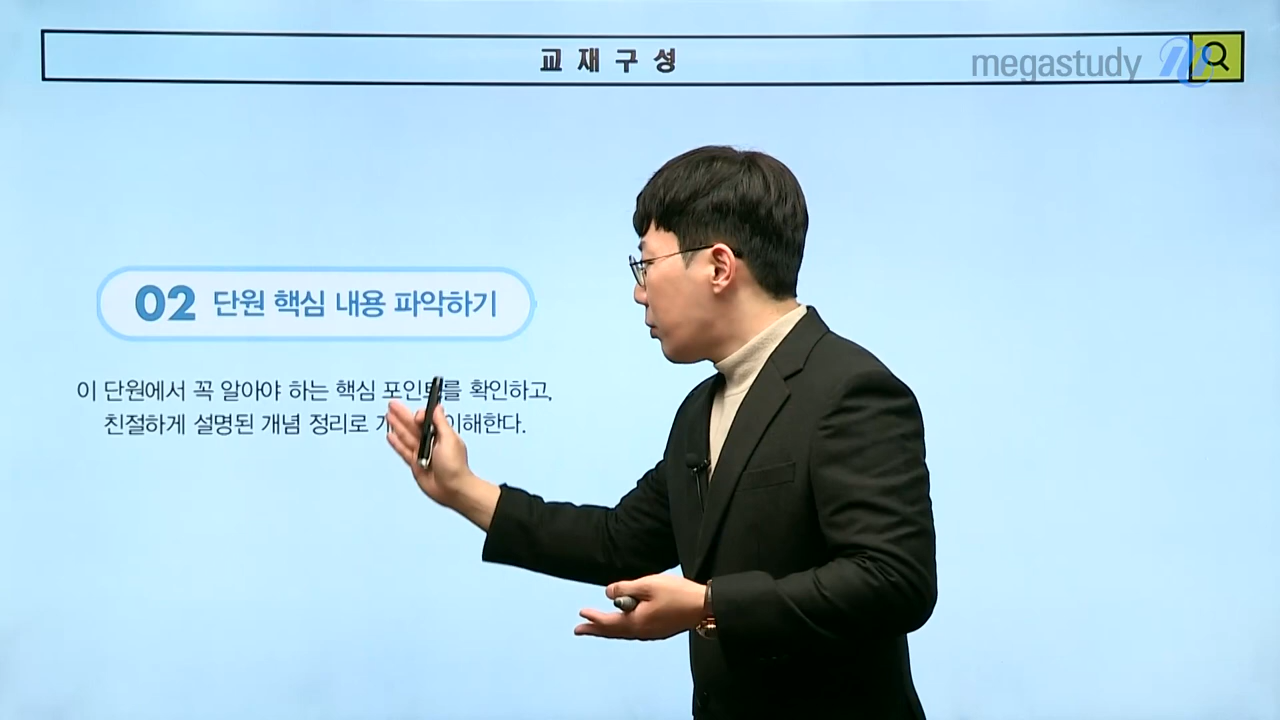 교재구성
megastudy
02 단원 핵심 내용 파악하기
이 단원에서 꼭 알아야 하는 핵심 포인트를 확인하고,
친절하게 설명된 개념 정리로 이해한다.